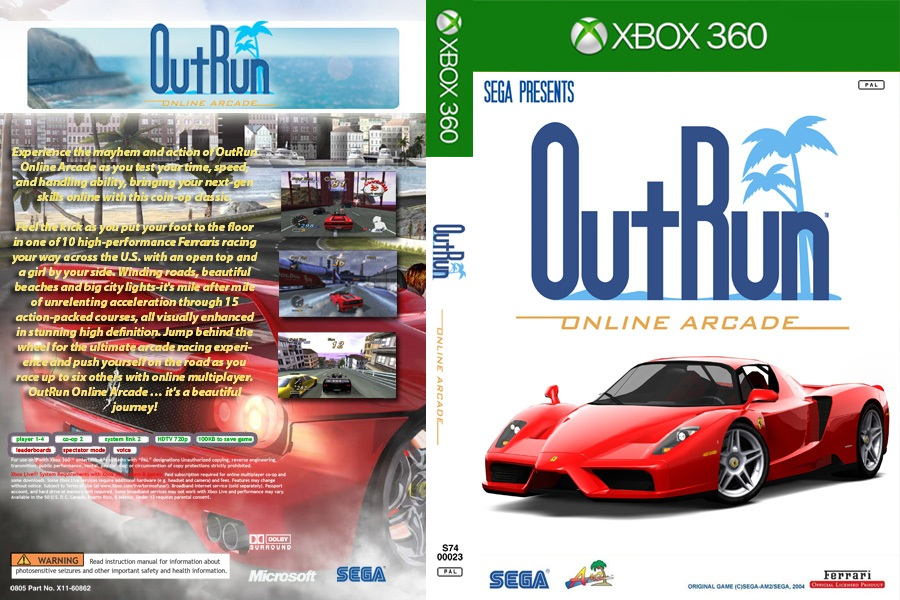 OutRun
ONLINE ARCADE
Experience the mayhem and action of OutRun
Online Arcade as you test your time, speed,
and handling ability, bringing your next-gen
skills online with this coin-op classic.
Feel the kick as you put your foot to the floor
in one of 10 high-performance Ferraris racing
your way across the U.S. with an open top and
a girl by your side. Winding roads, beautiful
beaches and big city lights-it's mile after mile
of unrelenting acceleration through 15
action-packed courses, all visually enhanced
in stunning high definition. Jump behind the
wheel for the ultimate arcade racing experi-
ence and push yourself on the road as you
race up to six others with online multiplayer.
OutRun Online Arcade ... it's a beautiful
journey!
player 1-4
co-op 2
system link 2
HDTV 720p
100KB to save game
leaderboards
spectator mode
voice
DOLBY
SURROUND
WARNING
Read instruction manual for information about
photosensitive seizures and other important safety and health information.
Microsoft
SEGA
0805 Part No. X11-60862
XBOX 360
OutRun
ONLINE ARCADE
S74
00023
PAL
XBOX 360
SEGA PRESENTS
PAL
OutRun
™
ONLINE ARCADE
SEGA
ORIGINAL GAME (C)SEGA-AM2/SEGA, 2004
Ferrari
OFFICIAL LICENSED PRODUCT